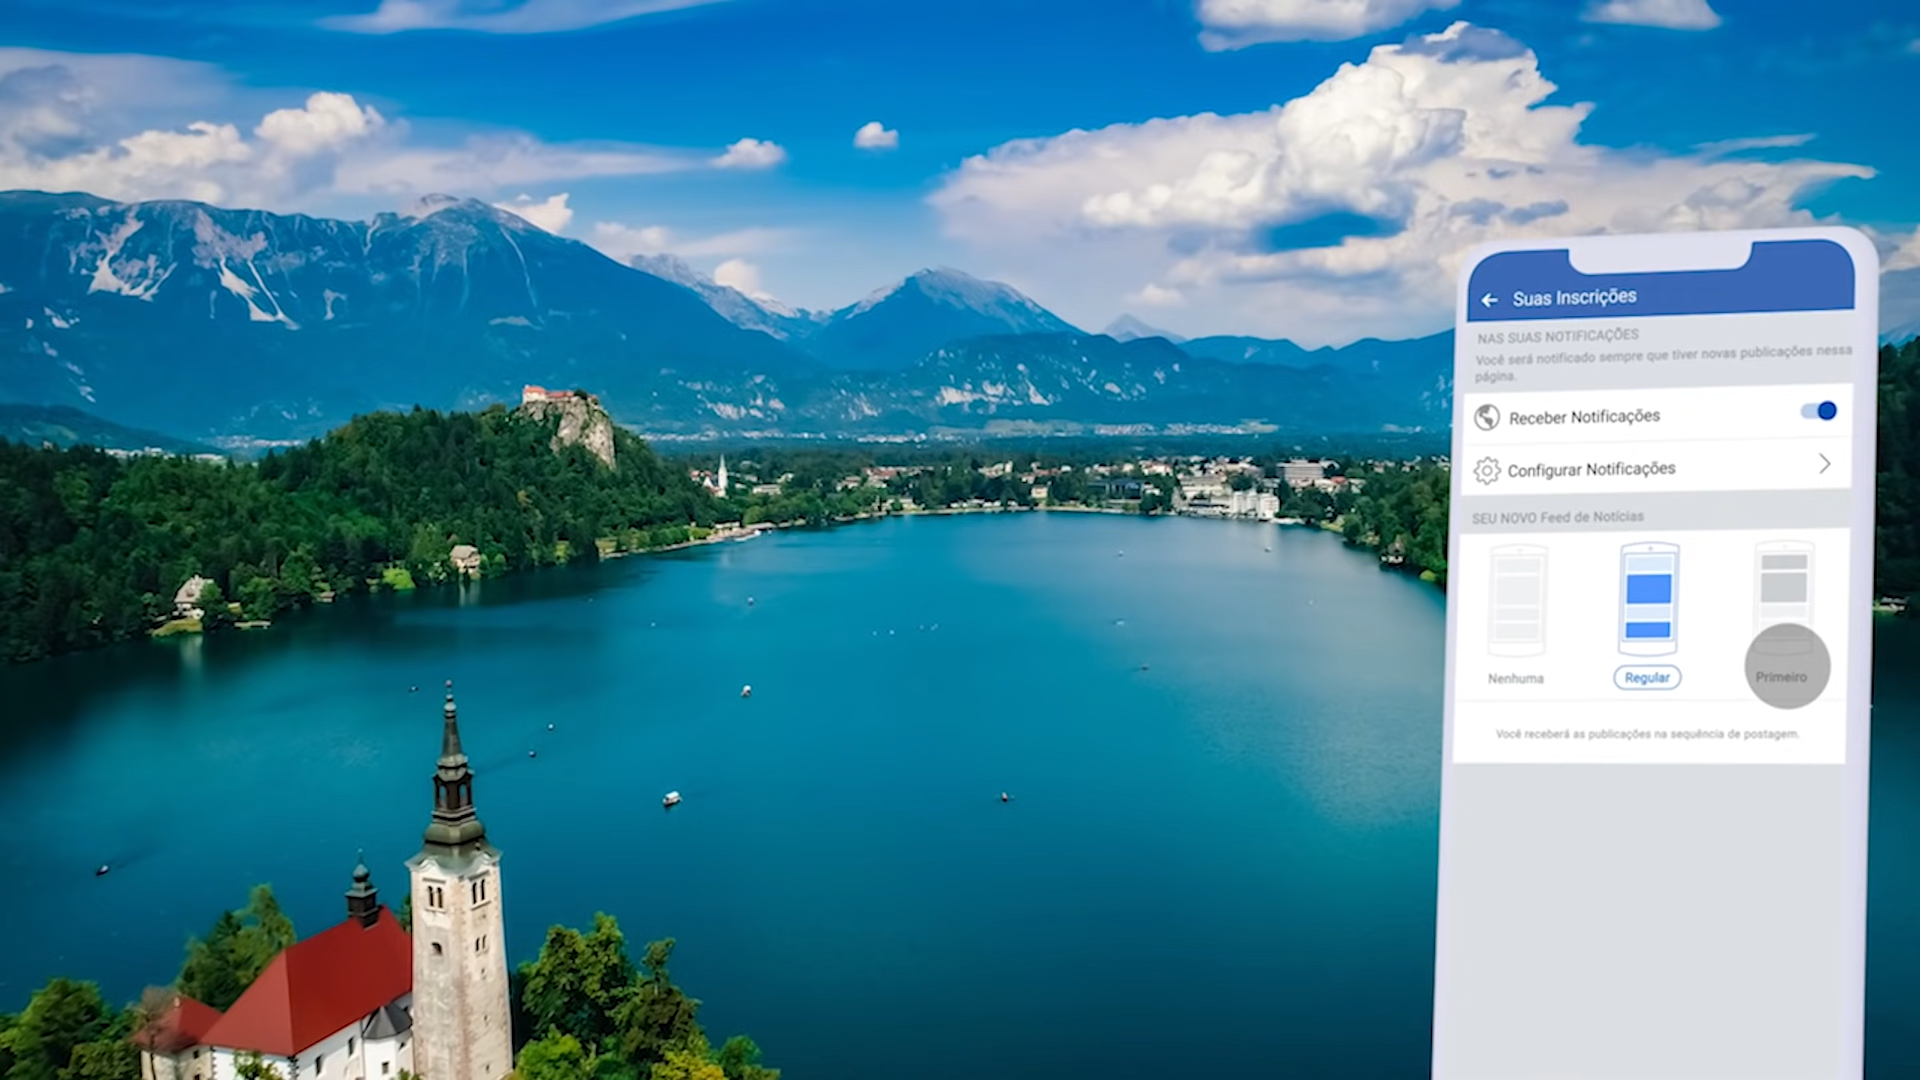 Suas Inscrições
NAS SUAS NOTIFICAÇÕES
Você será notificado sempre que tiver novas publicações nessa
página.
Receber Notificações
Configurar Notificações
SEU NOVO Feed de Notícias
Nenhuma
Regular
Primeiro
Você receberá as publicações na sequência de postagem.